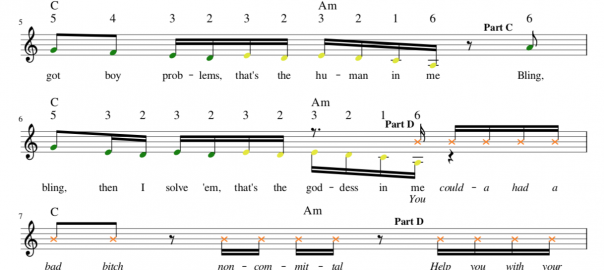 C Am
5 4 3 2 3 2 3 2 1 6 Part C 6
5
got boy prob - lems, that's the hu - man in me Bling,
C Am
5 3 2 3 2 3 2 3 2 1 6
Part D
6
bling, then I solve 'em, that's the god - dess in me could - a had a
You
C Am
Part D
7
bad bitch non - com - mit - tal Help you with your